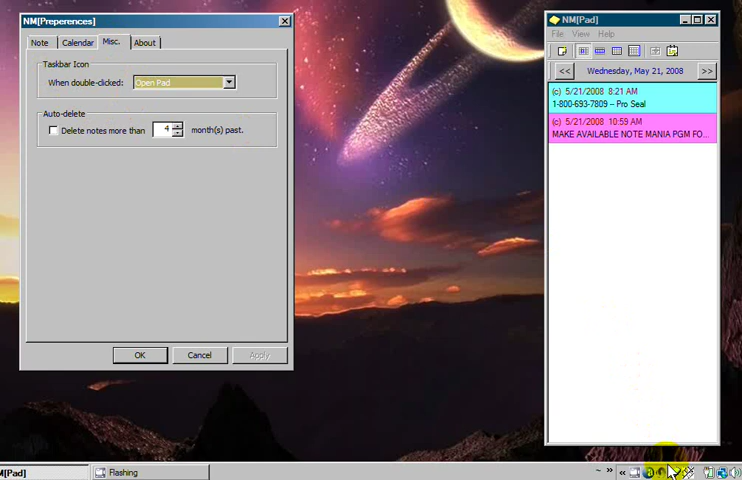 NM[Preperences]
Note Calendar Misc. About
Taskbar Icon
When double-clicked: Open Pad
Auto-delete
Delete notes more than 4 month(s) past.
OK Cancel Apply
NM[Pad]
File View Help
<< Wednesday, May 21, 2008 >>
(c) 5/21/2008 8:21 AM
1-800-693-7809 -- Pro Seal
(c) 5/21/2008 10:59 AM
MAKE AVAILABLE NOTE MANIA PGM FO...
M[Pad] Flashing
~ » «